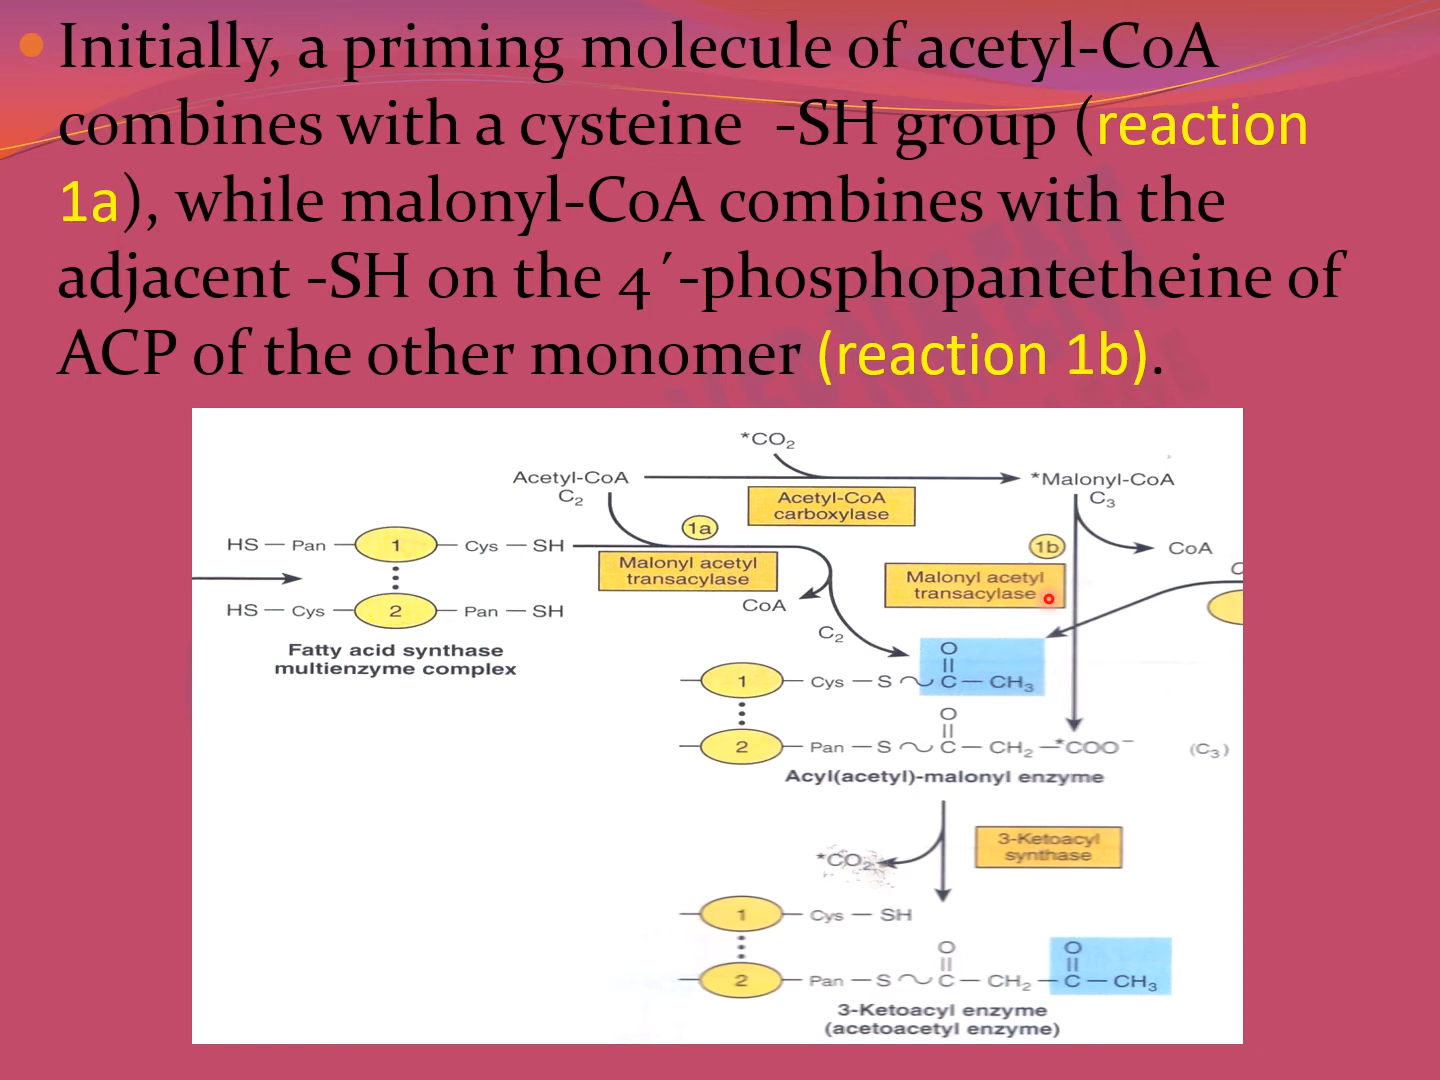 Initially, a priming molecule of acetyl-CoA
combines with a cysteine -SH group (reaction
1a), while malonyl-CoA combines with the
adjacent -SH on the 4´-phosphopantetheine of
ACP of the other monomer (reaction 1b).
*CO2
Acetyl-CoA
C2
*Malonyl-CoA
C3
Acetyl-CoA
carboxylase
1a
1b
HS — Pan — 1 — Cys — SH
CoA
Malonyl acetyl
transacylase
Malonyl acetyl
transacylase
CoA
HS — Cys — 2 — Pan — SH
C2
Fatty acid synthase
multienzyme complex
O
1 — Cys — S ~ C — CH3
O
2 — Pan — S ~ C — CH2 — *COO− (C3)
Acyl(acetyl)-malonyl enzyme
3-Ketoacyl
synthase
*CO2
1 — Cys — SH
O O
2 — Pan — S ~ C — CH2 — C — CH3
3-Ketoacyl enzyme
(acetoacetyl enzyme)